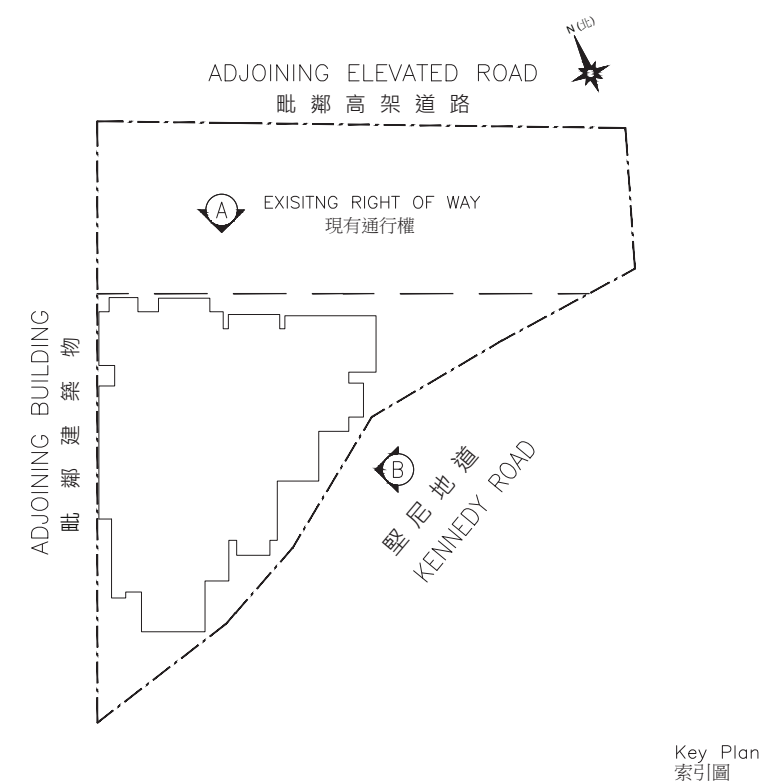 N (北)
ADJOINING ELEVATED ROAD
毗鄰高架道路
A
EXISITNG RIGHT OF WAY
現有通行權
ADJOINING BUILDING
毗鄰建築物
B
堅尼地道
KENNEDY ROAD
Key Plan
索引圖